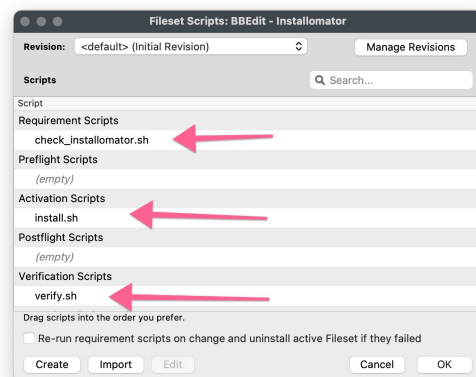 Fileset Scripts: BBEdit - Installomator
Revision: <default> (Initial Revision) Manage Revisions
Scripts Search...
Script
Requirement Scripts
check_installomator.sh
Preflight Scripts
(empty)
Activation Scripts
install.sh
Postflight Scripts
(empty)
Verification Scripts
verify.sh
Drag scripts into the order you prefer.
Re-run requirement scripts on change and uninstall active Fileset if they failed
Create Import Edit Cancel OK